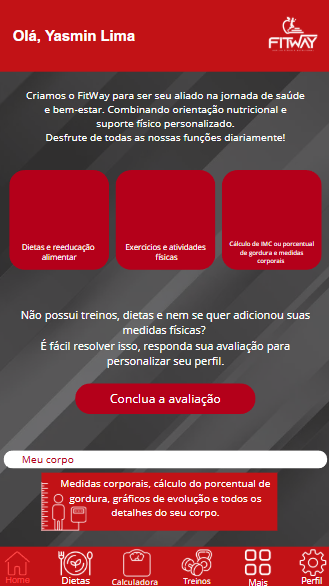 Olá, Yasmin Lima
FITWAY
Criamos o FitWay para ser seu aliado na jornada de saúde
e bem-estar. Combinando orientação nutricional e
suporte físico personalizado.
Desfrute de todas as nossas funções diariamente!
Dietas e reeducação
alimentar
Exercícios e atividades
físicas
Cálculo de IMC ou porcentual
de gordura e medidas
corporais
Não possui treinos, dietas e nem se quer adicionou suas
medidas físicas?
É fácil resolver isso, responda sua avaliação para
personalizar seu perfil.
Conclua a avaliação
Meu corpo
Medidas corporais, cálculo do porcentual de
gordura, gráficos de evolução e todos os
detalhes do seu corpo.
Home
Dietas
Calculadora
Treinos
Mais
Perfil